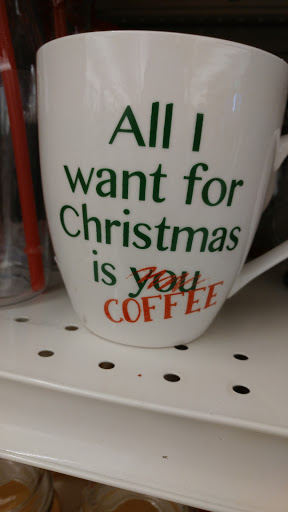 All I
want for
Christmas
is you
COFFEE